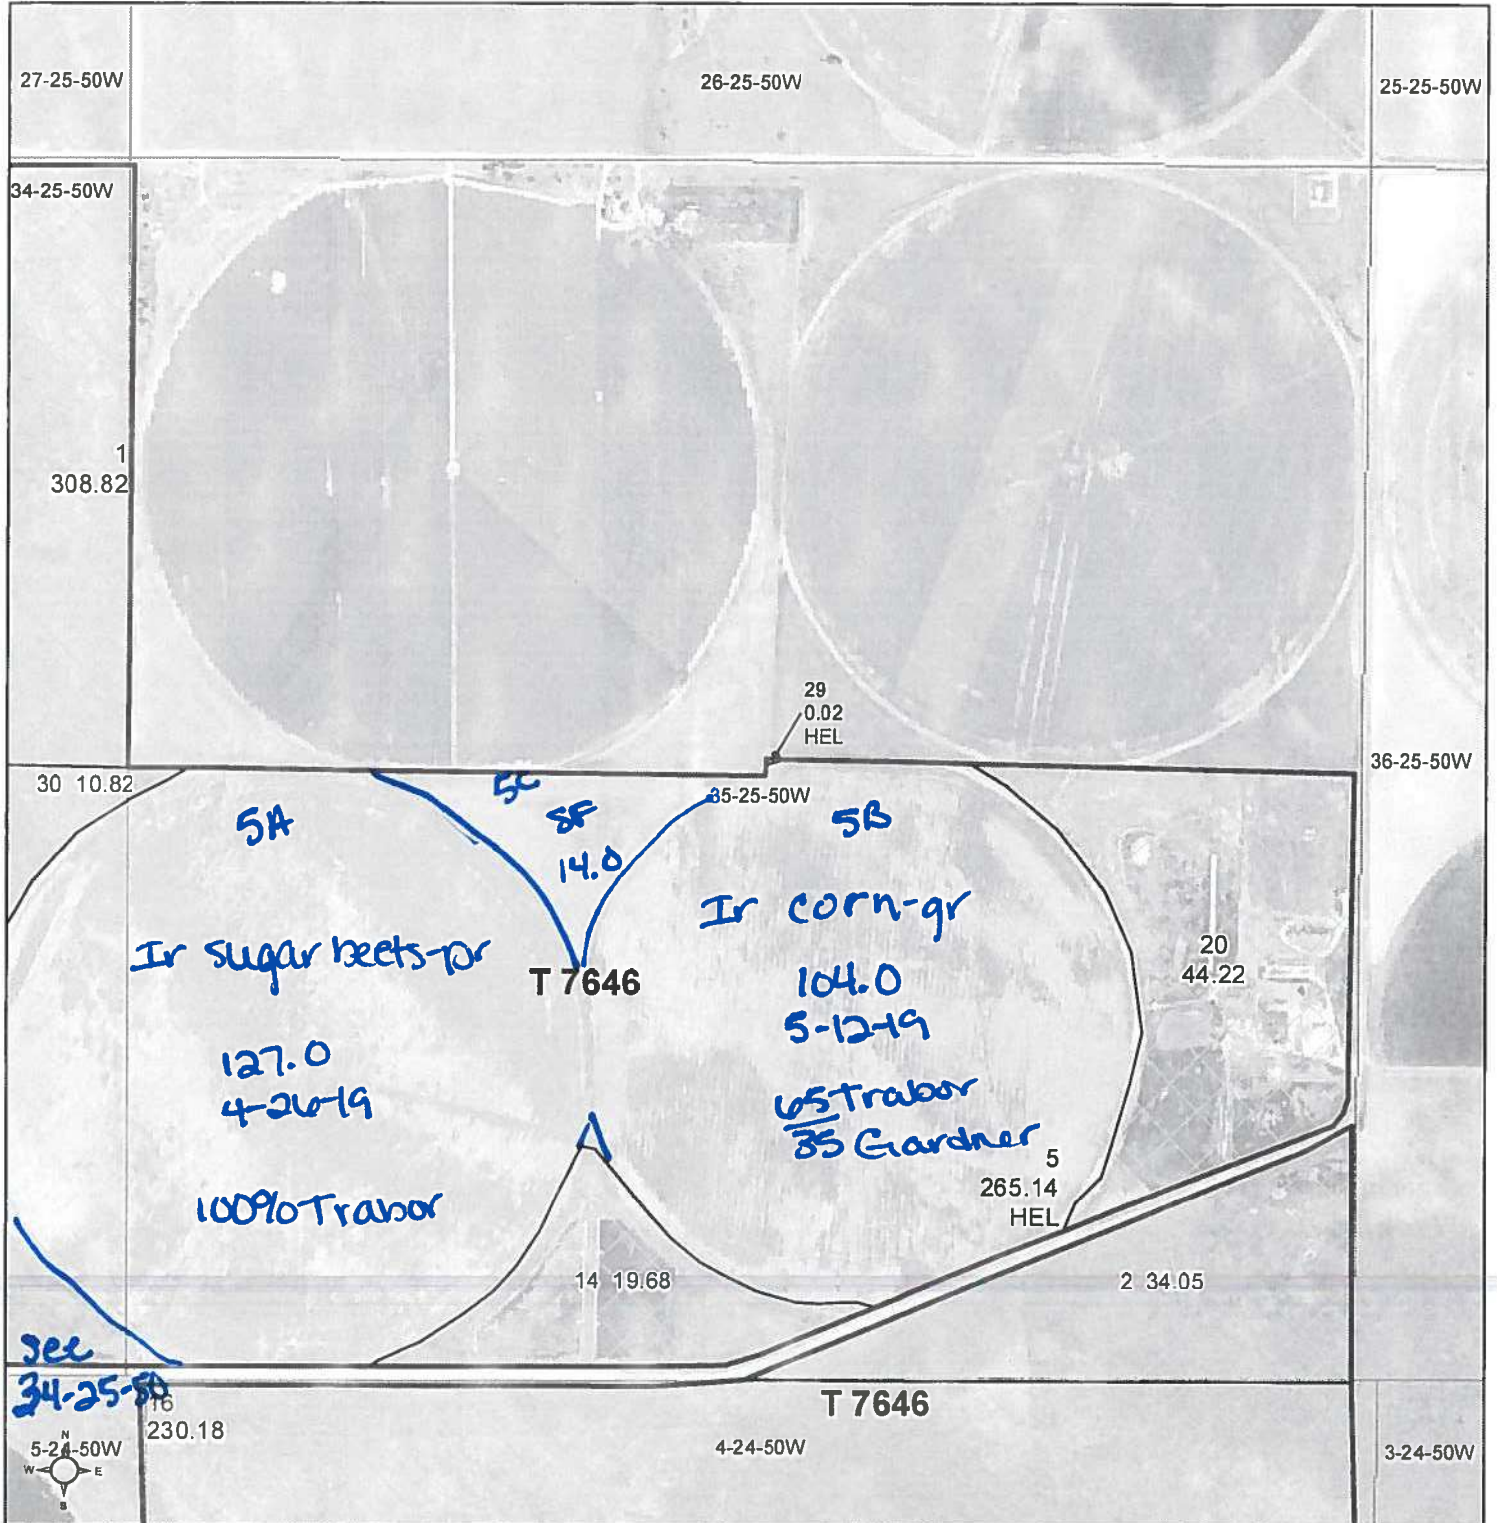 27-25-50W
26-25-50W
25-25-50W
34-25-50W
1
308.82
29
0.02
HEL
36-25-50W
30 10.82
5C
35-25-50W
5A
SF
5B
14.0
Ir corn-gr
Ir sugar beets-pr
T 7646
20
44.22
104.0
5-12-19
127.0
4-26-19
65 Trabor
35 Gardner
5
265.14
HEL
100% Trabor
14 19.68
2 34.05
see
34-25-50
16
230.18
T 7646
5-24-50W
4-24-50W
3-24-50W
N
W E
S